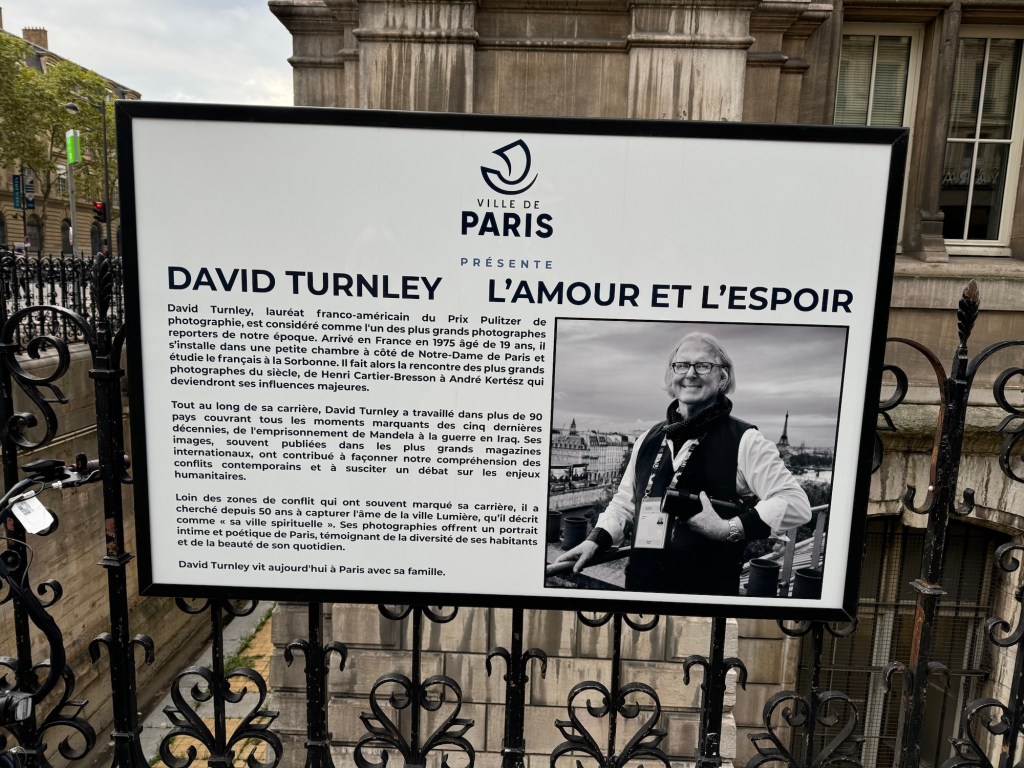 VILLE DE
PARIS
PRÉSENTE
DAVID TURNLEY L'AMOUR ET L'ESPOIR
David Turnley, lauréat franco-américain du Prix Pulitzer de
photographie, est considéré comme l'un des plus grands photographes
reporters de notre époque. Arrivé en France en 1975 âgé de 19 ans, il
s'installe dans une petite chambre à côté de Notre-Dame de Paris et
étudie le français à la Sorbonne. Il fait alors la rencontre des plus grands
photographes du siècle, de Henri Cartier-Bresson à André Kertész qui
deviendront ses influences majeures.
Tout au long de sa carrière, David Turnley a travaillé dans plus de 90
pays couvrant tous les moments marquants des cinq dernières
décennies, de l'emprisonnement de Mandela à la guerre en Iraq. Ses
images, souvent publiées dans les plus grands magazines
internationaux, ont contribué à façonner notre compréhension des
conflits contemporains et à susciter un débat sur les enjeux
humanitaires.
Loin des zones de conflit qui ont souvent marqué sa carrière, il a
cherché depuis 50 ans à capturer l'âme de la ville Lumière, qu'il décrit
comme « sa ville spirituelle ». Ses photographies offrent un portrait
intime et poétique de Paris, témoignant de la diversité de ses habitants
et de la beauté de son quotidien.
David Turnley vit aujourd'hui à Paris avec sa famille.